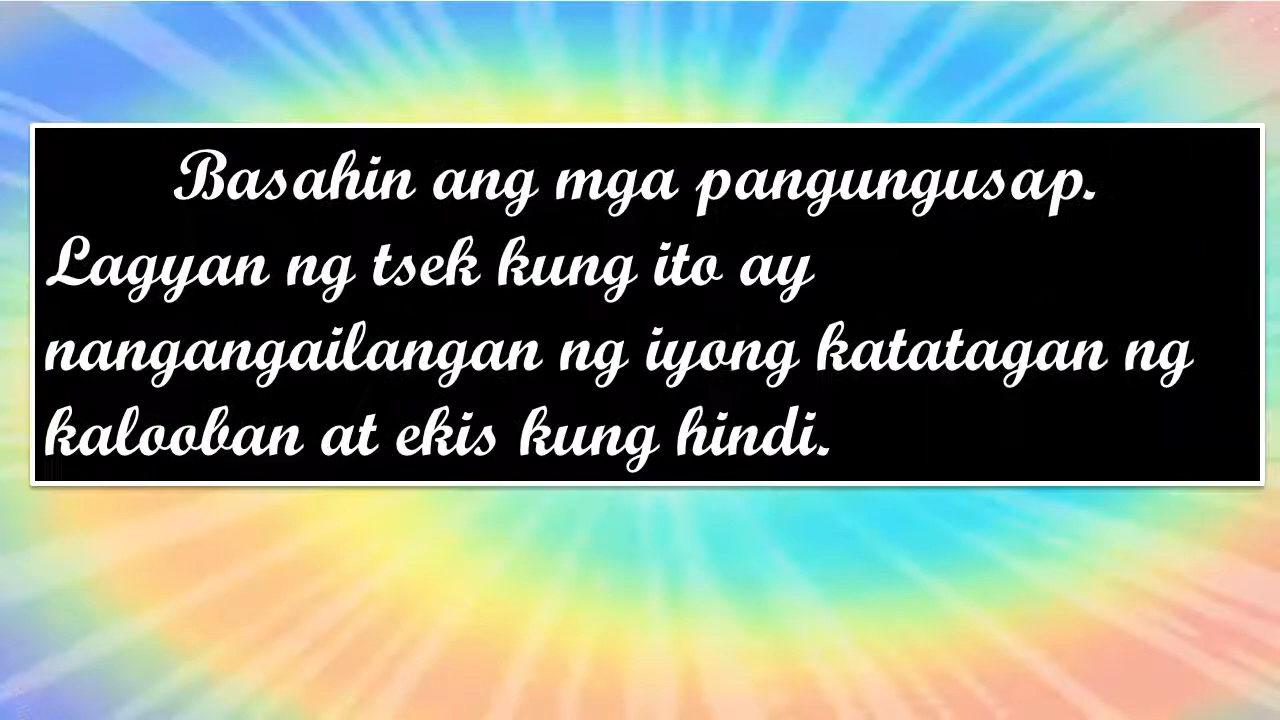 Basahin ang mga pangungusap.
Lagyan ng tsek kung ito ay
nangangailangan ng iyong katatagan ng
kalooban at ekis kung hindi.